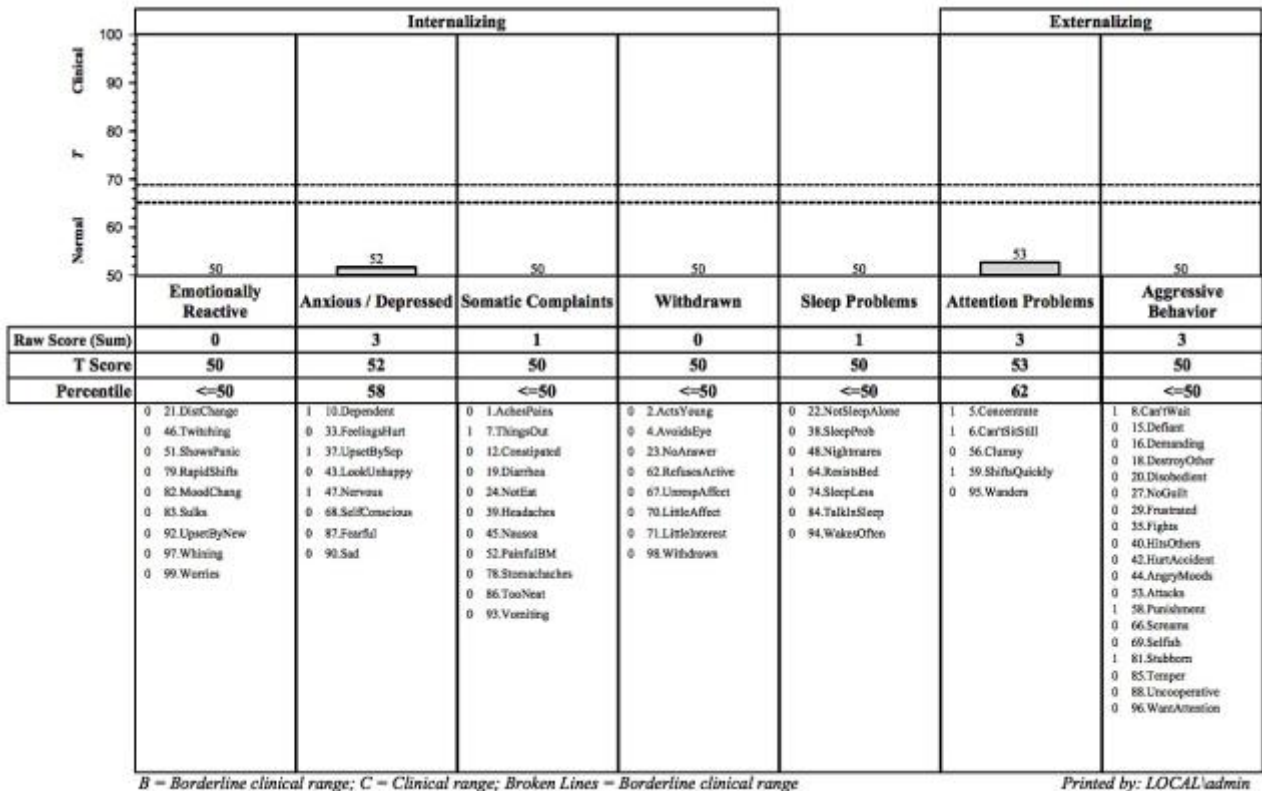 Internalizing Externalizing
100
Clinical
90
80
T
70
60
Normal
50
50 52 50 50 50 53 50
Emotionally Reactive Anxious / Depressed Somatic Complaints Withdrawn Sleep Problems Attention Problems Aggressive Behavior
Raw Score (Sum) 0 3 1 0 1 3 3
T Score 50 52 50 50 50 53 50
Percentile <=50 58 <=50 <=50 <=50 62 <=50
0 21.DistChange
0 46.Twitching
0 51.ShowsPanic
0 79.RapidShifts
0 82.MoodChang
0 83.Sulks
0 92.UpsetByNew
0 97.Whining
0 99.Worries
1 10.Dependent
0 33.FeelingsHurt
1 37.UpsetBySep
0 43.LookUnhappy
1 47.Nervous
0 68.SelfConscious
0 87.Fearful
0 90.Sad
0 1.AchesPains
1 7.ThingsOut
0 12.Constipated
0 19.Diarrhea
0 24.NotEat
0 39.Headaches
0 45.Nausea
0 52.PainfulBM
0 78.Stomachaches
0 86.TooNeat
0 93.Vomiting
0 2.ActsYoung
0 4.AvoidsEye
0 23.NoAnswer
0 62.RefusesActive
0 67.UnrespAffect
0 70.LittleAffect
0 71.LittleInterest
0 98.Withdrawn
0 22.NotSleepAlone
0 38.SleepProb
0 48.Nightmares
1 64.ResistsBed
0 74.SleepLess
0 84.TalkInSleep
0 94.WakesOften
1 5.Concentrate
1 6.Can'tSitStill
0 56.Clumsy
1 59.ShiftsQuickly
0 95.Wanders
1 8.Can'tWait
0 15.Defiant
0 16.Demanding
0 18.DestroyOther
0 20.Disobedient
0 27.NoGuilt
0 29.Frustrated
0 35.Fights
0 40.HitsOthers
0 42.HurtAccident
0 44.AngryMoods
0 53.Attacks
1 58.Punishment
0 66.Screams
0 69.Selfish
1 81.Stubborn
0 85.Temper
0 88.Uncooperative
0 96.WantAttention
B = Borderline clinical range; C = Clinical range; Broken Lines = Borderline clinical range Printed by: LOCAL\admin